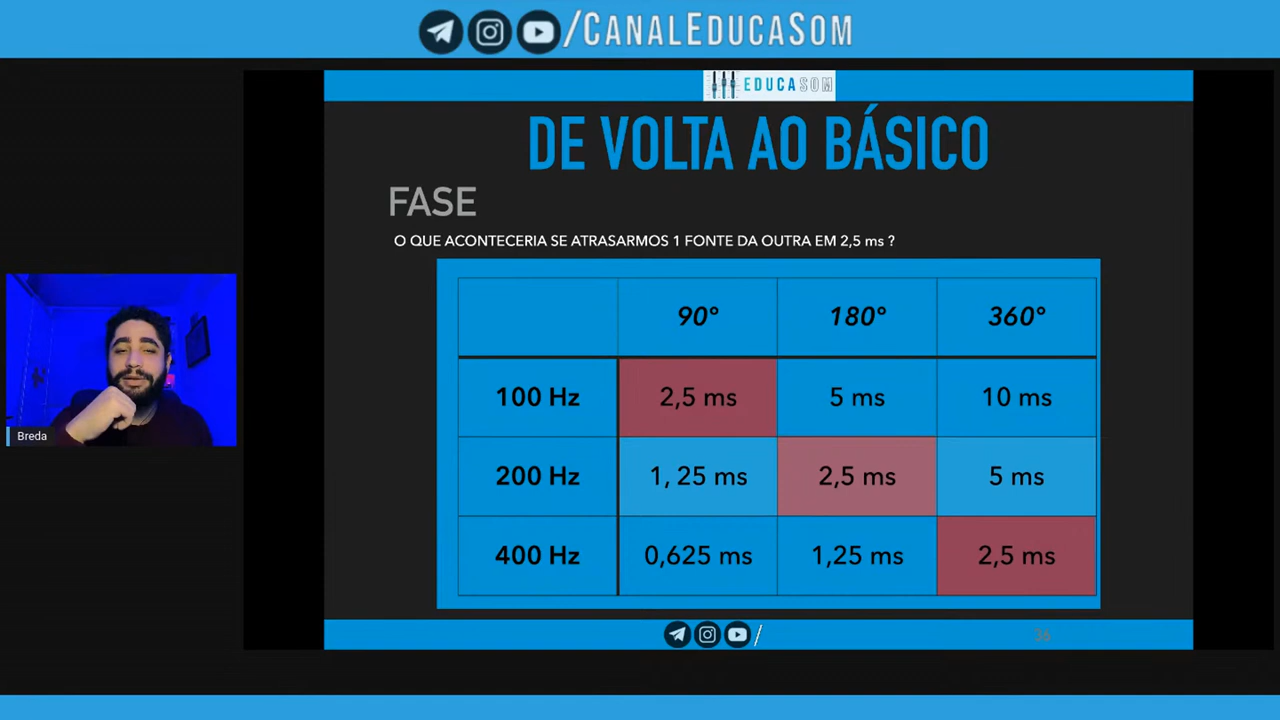 /CANALEDUCASOM
EDUCASOM
DE VOLTA AO BÁSICO
FASE
O QUE ACONTECERIA SE ATRASARMOS 1 FONTE DA OUTRA EM 2,5 ms ?
90° 180° 360°
100 Hz 2,5 ms 5 ms 10 ms
200 Hz 1, 25 ms 2,5 ms 5 ms
400 Hz 0,625 ms 1,25 ms 2,5 ms
Breda
/
36